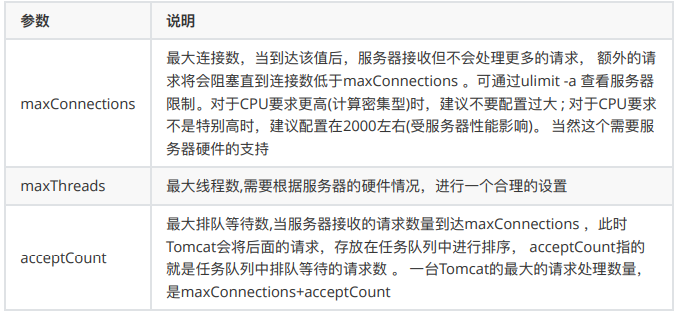 参数 说明
最大连接数，当到达该值后，服务器接收但不会处理更多的请求， 额外的请
求将会阻塞直到连接数低于maxConnections 。可通过ulimit -a 查看服务器
限制。对于CPU要求更高(计算密集型)时，建议不要配置过大 ; 对于CPU要求
不是特别高时，建议配置在2000左右(受服务器性能影响)。 当然这个需要服
务器硬件的支持
maxConnections
maxThreads 最大线程数,需要根据服务器的硬件情况，进行一个合理的设置
最大排队等待数,当服务器接收的请求数量到达maxConnections ，此时
Tomcat会将后面的请求，存放在任务队列中进行排序， acceptCount指的
就是任务队列中排队等待的请求数 。 一台Tomcat的最大的请求处理数量，
是maxConnections+acceptCount
acceptCount